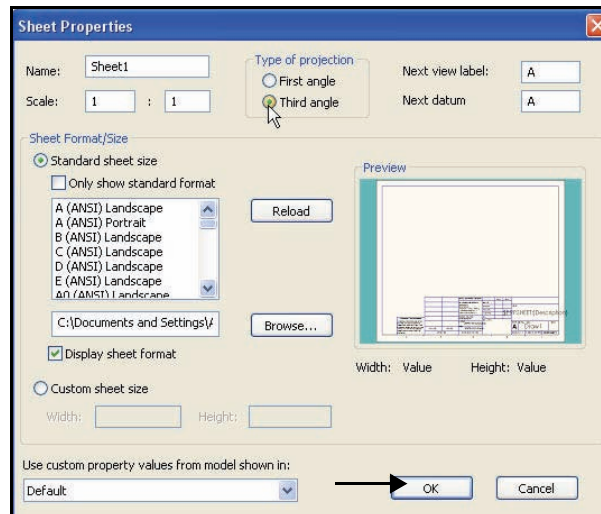 Sheet Properties
Name: Sheet1
Scale: 1 : 1
Type of projection
First angle
Third angle
Next view label: A
Next datum A
Sheet Format/Size
Standard sheet size
Only show standard format
A (ANSI) Landscape
A (ANSI) Portrait
B (ANSI) Landscape
C (ANSI) Landscape
D (ANSI) Landscape
E (ANSI) Landscape
A0 (ANSI) Landscape
Reload
C:\Documents and Settings\
Browse...
Display sheet format
Custom sheet size
Width:
Height:
Preview
A Draw1
Width: Value Height: Value
Use custom property values from model shown in:
Default
OK
Cancel